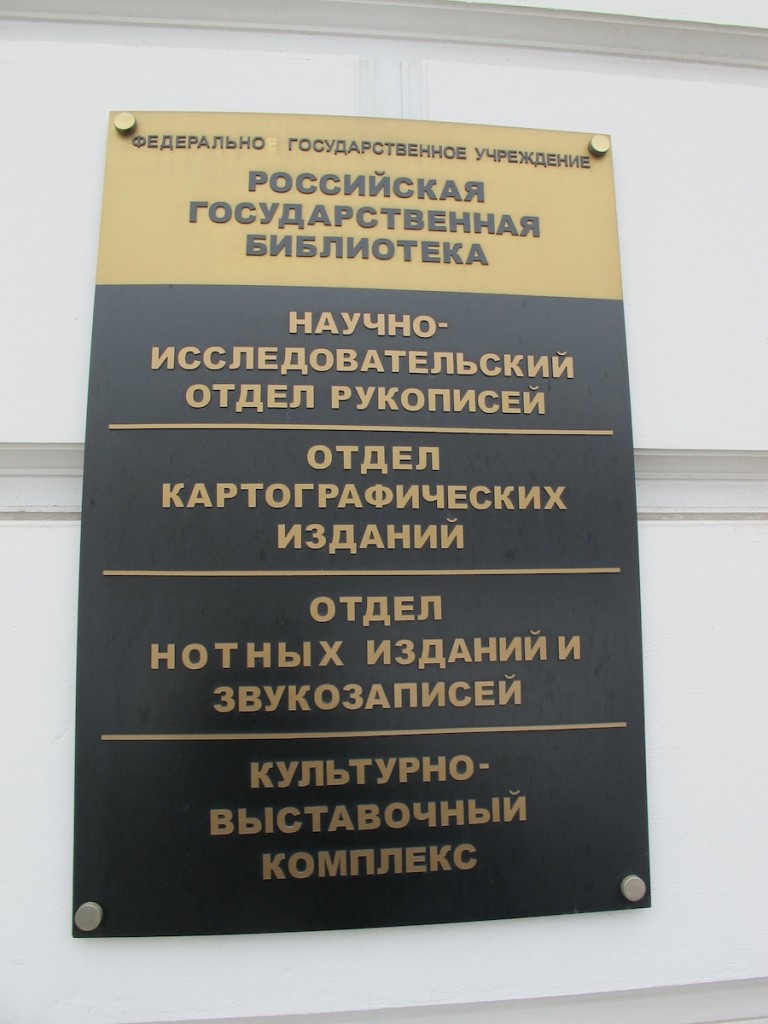 ФЕДЕРАЛЬНОЕ ГОСУДАРСТВЕННОЕ УЧРЕЖДЕНИЕ
РОССИЙСКАЯ
ГОСУДАРСТВЕННАЯ
БИБЛИОТЕКА
НАУЧНО-
ИССЛЕДОВАТЕЛЬСКИЙ
ОТДЕЛ РУКОПИСЕЙ
ОТДЕЛ
КАРТОГРАФИЧЕСКИХ
ИЗДАНИЙ
ОТДЕЛ
НОТНЫХ ИЗДАНИЙ И
ЗВУКОЗАПИСЕЙ
КУЛЬТУРНО-
ВЫСТАВОЧНЫЙ
КОМПЛЕКС